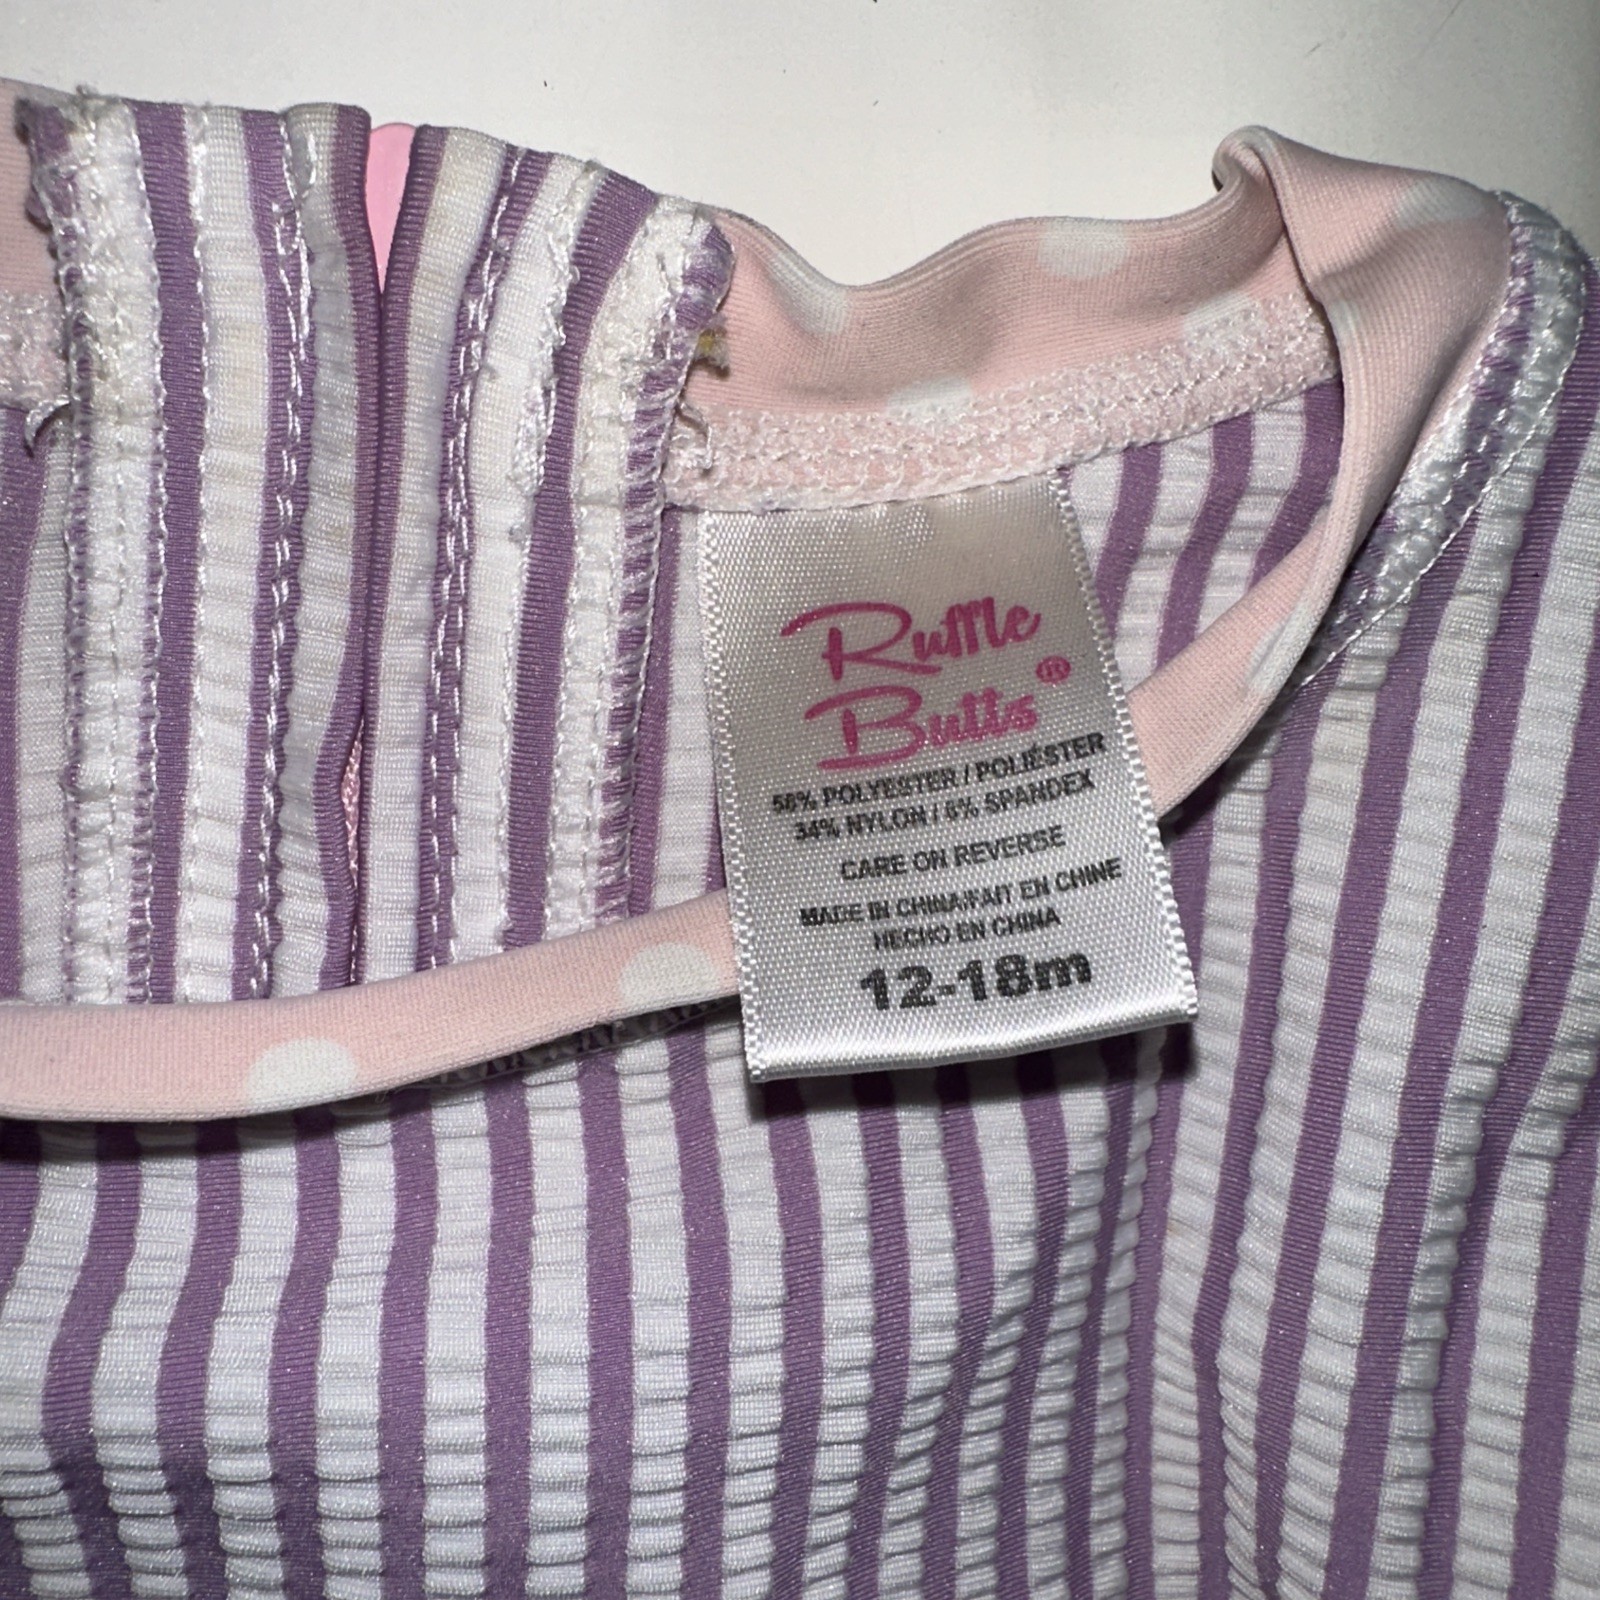 Ruffle
Butts®
58% POLYESTER / POLIÉSTER
34% NYLON / 8% SPANDEX
CARE ON REVERSE
MADE IN CHINA/FAIT EN CHINE
HECHO EN CHINA
12-18m